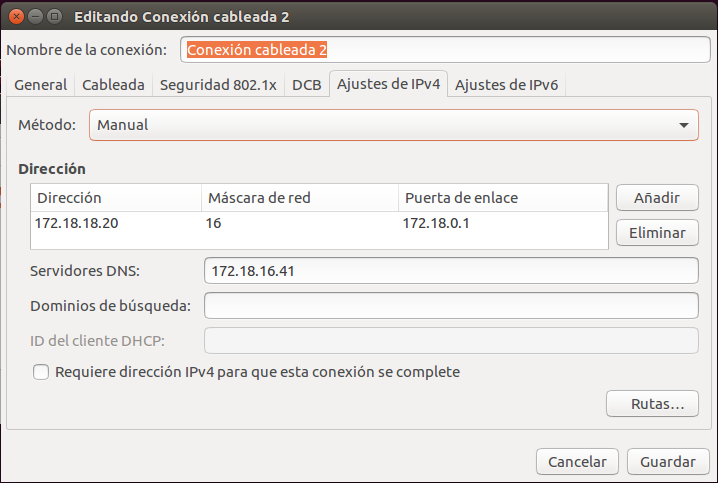 Editando Conexión cableada 2
Nombre de la conexión: Conexión cableada 2
General Cableada Seguridad 802.1x DCB Ajustes de IPv4 Ajustes de IPv6
Método: Manual
Dirección
Dirección Máscara de red Puerta de enlace Añadir
172.18.18.20 16 172.18.0.1
Eliminar
Servidores DNS: 172.18.16.41
Dominios de búsqueda:
ID del cliente DHCP:
Requiere dirección IPv4 para que esta conexión se complete
Rutas...
Cancelar Guardar